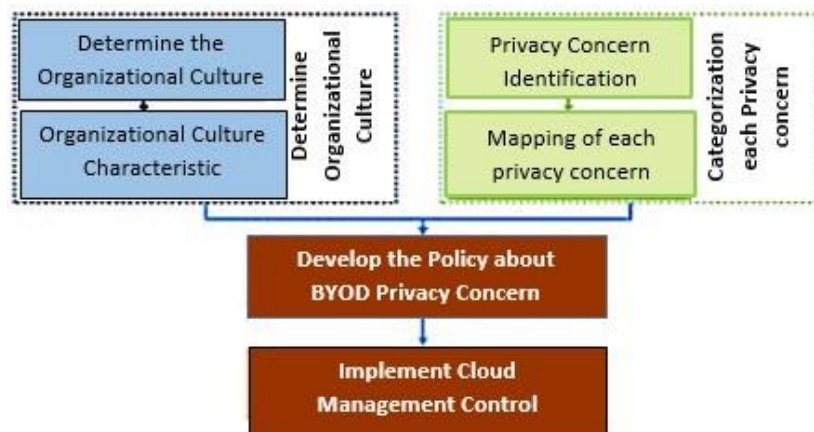 Determine the
Organizational Culture
Organizational Culture
Characteristic
Determine
Organizational
Culture
Privacy Concern
Identification
Mapping of each
privacy concern
Categorization
each Privacy
concern
Develop the Policy about
BYOD Privacy Concern
Implement Cloud
Management Control